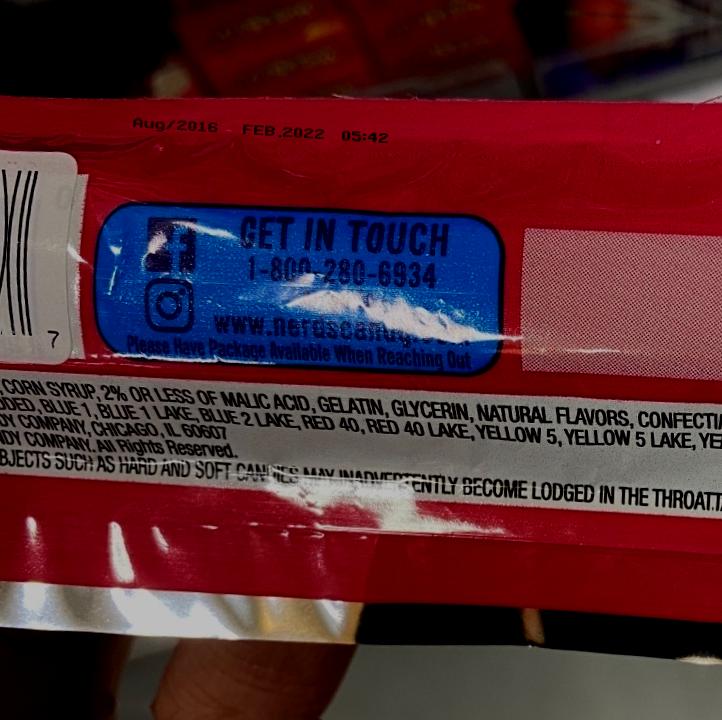 Aug/2016 FEB.2022 05:42
GET IN TOUCH
1-800-280-6934
www.nerdscandy.com
Please Have Package Available When Reaching Out
7
CORN SYRUP, 2% OR LESS OF MALIC ACID, GELATIN, GLYCERIN, NATURAL FLAVORS, CONFECTI
DDED, BLUE 1, BLUE 1 LAKE, BLUE 2 LAKE, RED 40, RED 40 LAKE, YELLOW 5, YELLOW 5 LAKE, YE
DY COMPANY, CHICAGO, IL 60607
NDY COMPANY. All Rights Reserved.
BJECTS SUCH AS HARD AND SOFT CANDIES MAY INADVERTENTLY BECOME LODGED IN THE THROAT.T